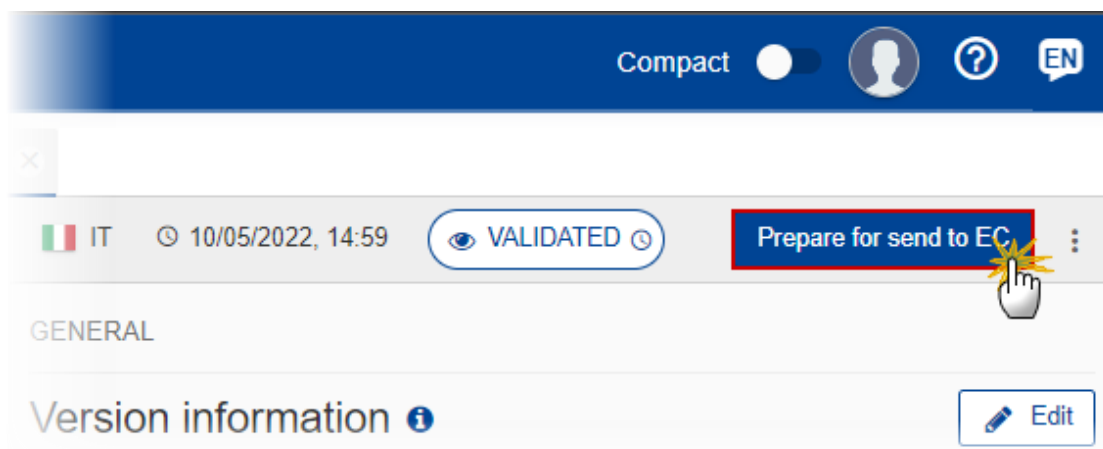 Compact EN
IT 10/05/2022, 14:59 VALIDATED Prepare for send to EC
GENERAL
Version information Edit